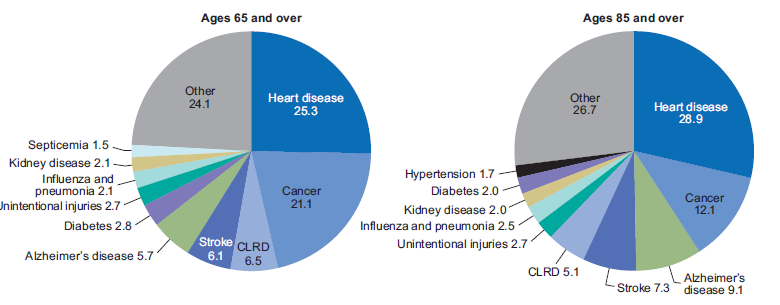 Ages 65 and over
Other
24.1
Heart disease
25.3
Septicemia 1.5
Kidney disease 2.1
Influenza and
pneumonia 2.1
Unintentional injuries 2.7
Diabetes 2.8
Alzheimer's disease 5.7
Stroke
6.1
CLRD
6.5
Cancer
21.1
Ages 85 and over
Other
26.7
Heart disease
28.9
Hypertension 1.7
Diabetes 2.0
Kidney disease 2.0
Influenza and pneumonia 2.5
Unintentional injuries 2.7
CLRD 5.1
Stroke 7.3
Alzheimer's
disease 9.1
Cancer
12.1